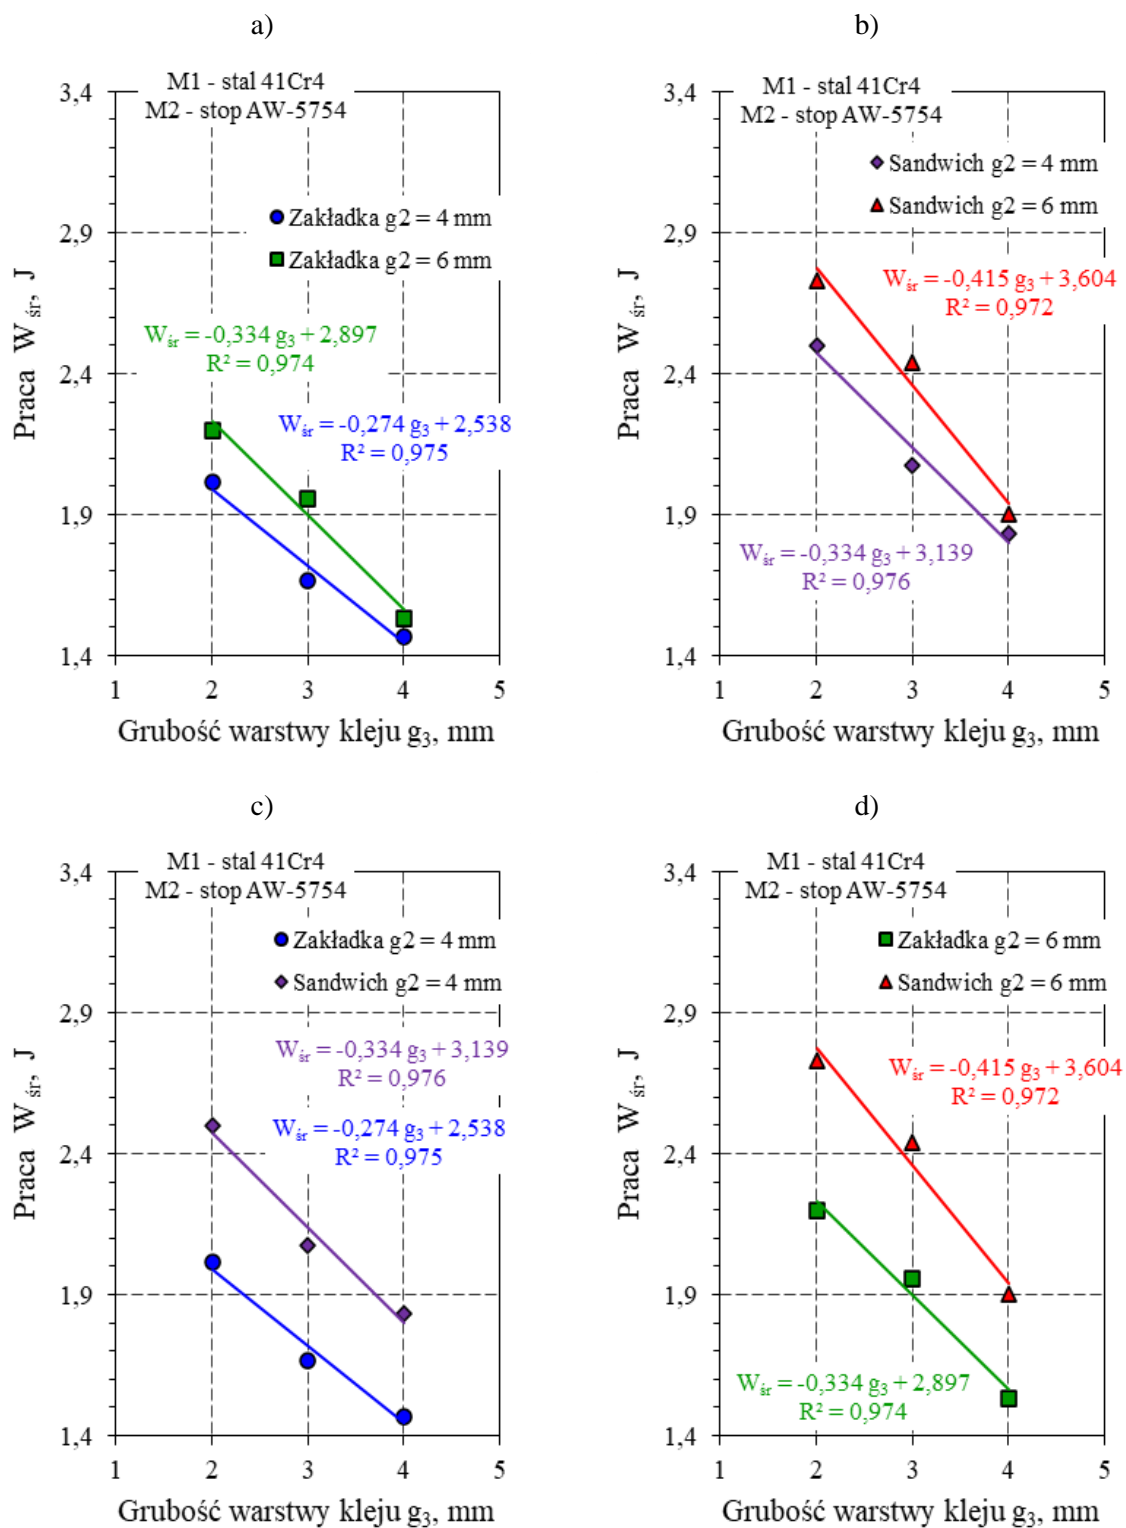 a)
M1 - stal 41Cr4
M2 - stop AW-5754
3,4
2,9
2,4
1,9
1,4
Praca W śr, J
Zakładka g2 = 4 mm
Zakładka g2 = 6 mm
Wśr = -0,334 g3 + 2,897
R² = 0,974
Wśr = -0,274 g3 + 2,538
R² = 0,975
1 2 3 4 5
Grubość warstwy kleju g3, mm
b)
M1 - stal 41Cr4
M2 - stop AW-5754
3,4
2,9
2,4
1,9
1,4
Praca W śr, J
Sandwich g2 = 4 mm
Sandwich g2 = 6 mm
Wśr = -0,415 g3 + 3,604
R² = 0,972
Wśr = -0,334 g3 + 3,139
R² = 0,976
1 2 3 4 5
Grubość warstwy kleju g3, mm
c)
M1 - stal 41Cr4
M2 - stop AW-5754
3,4
2,9
2,4
1,9
1,4
Praca W śr, J
Zakładka g2 = 4 mm
Sandwich g2 = 4 mm
Wśr = -0,334 g3 + 3,139
R² = 0,976
Wśr = -0,274 g3 + 2,538
R² = 0,975
1 2 3 4 5
Grubość warstwy kleju g3, mm
d)
M1 - stal 41Cr4
M2 - stop AW-5754
3,4
2,9
2,4
1,9
1,4
Praca W śr, J
Zakładka g2 = 6 mm
Sandwich g2 = 6 mm
Wśr = -0,415 g3 + 3,604
R² = 0,972
Wśr = -0,334 g3 + 2,897
R² = 0,974
1 2 3 4 5
Grubość warstwy kleju g3, mm